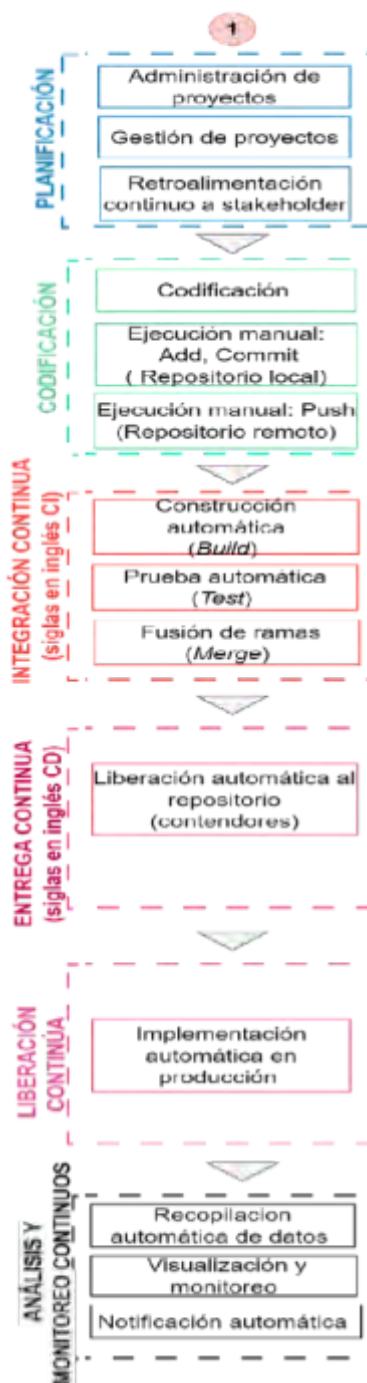 1
PLANIFICACIÓN
Administración de
proyectos
Gestión de proyectos
Retroalimentación
continuo a stakeholder
CODIFICACIÓN
Codificación
Ejecución manual:
Add, Commit
( Repositorio local)
Ejecución manual: Push
(Repositorio remoto)
INTEGRACIÓN CONTINUA
(siglas en inglés CI)
Construcción
automática
(Build)
Prueba automática
(Test)
Fusión de ramas
(Merge)
ENTREGA CONTINUA
(siglas en inglés CD)
Liberación automática al
repositorio
(contendores)
LIBERACIÓN
CONTINÚA
Implementación
automática en
producción
ANÁLISIS Y
MONITOREO CONTINUOS
Recopilacion
automática de datos
Visualización y
monitoreo
Notificación automática